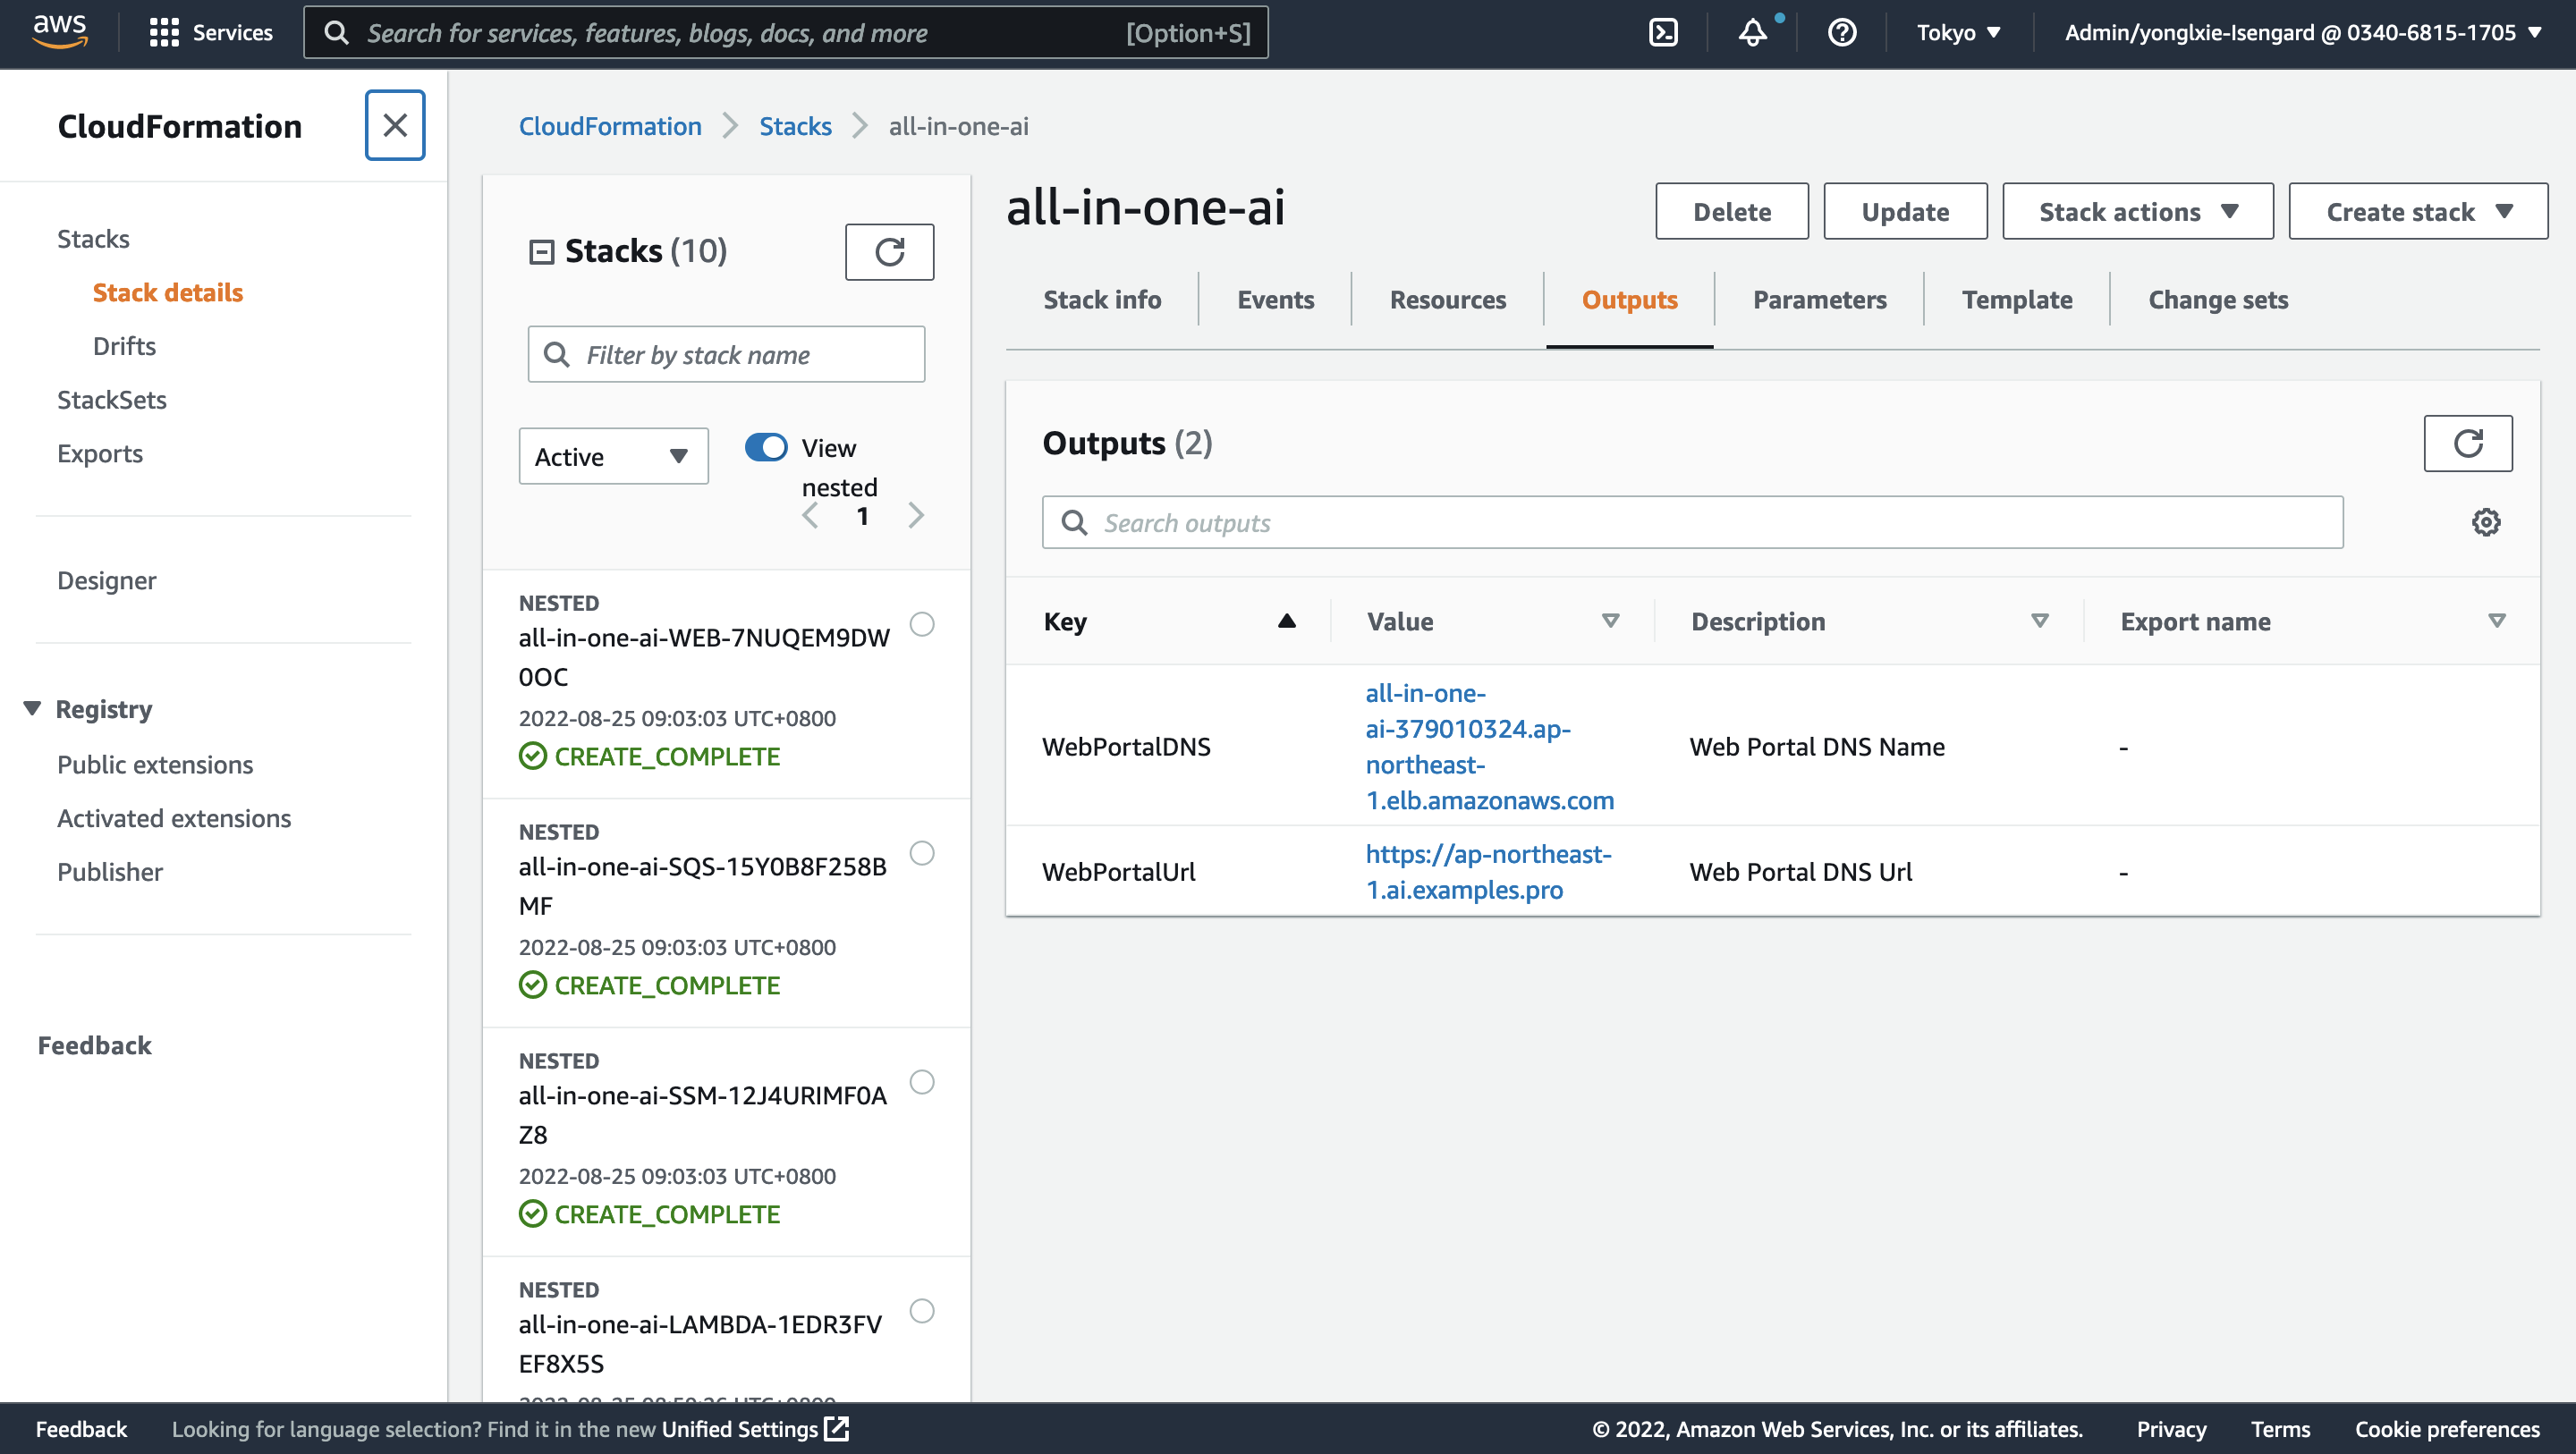 aws
Services
Search for services, features, blogs, docs, and more
[Option+S]
Tokyo
Admin/yonglxie-Isengard @ 0340-6815-1705
CloudFormation
Stacks
Stack details
Drifts
StackSets
Exports
Designer
Registry
Public extensions
Activated extensions
Publisher
Feedback
CloudFormation
Stacks
all-in-one-ai
Stacks (10)
Filter by stack name
Active
View
nested
1
NESTED
all-in-one-ai-WEB-7NUQEM9DW
0OC
2022-08-25 09:03:03 UTC+0800
CREATE_COMPLETE
NESTED
all-in-one-ai-SQS-15Y0B8F258B
MF
2022-08-25 09:03:03 UTC+0800
CREATE_COMPLETE
NESTED
all-in-one-ai-SSM-12J4URIMF0A
Z8
2022-08-25 09:03:03 UTC+0800
CREATE_COMPLETE
NESTED
all-in-one-ai-LAMBDA-1EDR3FV
EF8X5S
all-in-one-ai
Delete
Update
Stack actions
Create stack
Stack info
Events
Resources
Outputs
Parameters
Template
Change sets
Outputs (2)
Search outputs
Key
Value
Description
Export name
WebPortalDNS
all-in-one-
ai-379010324.ap-
northeast-
1.elb.amazonaws.com
Web Portal DNS Name
-
WebPortalUrl
https://ap-northeast-
1.ai.examples.pro
Web Portal DNS Url
-
Feedback
Looking for language selection? Find it in the new Unified Settings
© 2022, Amazon Web Services, Inc. or its affiliates.
Privacy
Terms
Cookie preferences